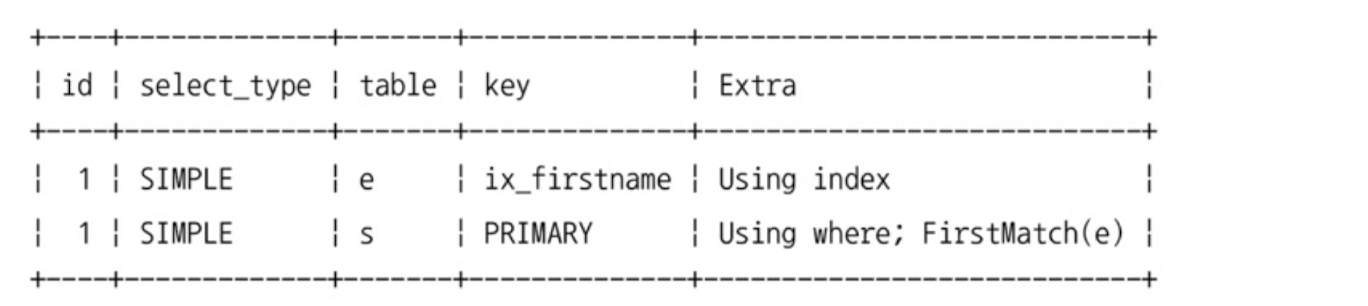 +----+-------------+-------+--------------+----------------------------+
| id | select_type | table | key          | Extra                      |
+----+-------------+-------+--------------+----------------------------+
|  1 | SIMPLE      | e     | ix_firstname | Using index                |
|  1 | SIMPLE      | s     | PRIMARY      | Using where; FirstMatch(e) |
+----+-------------+-------+--------------+----------------------------+